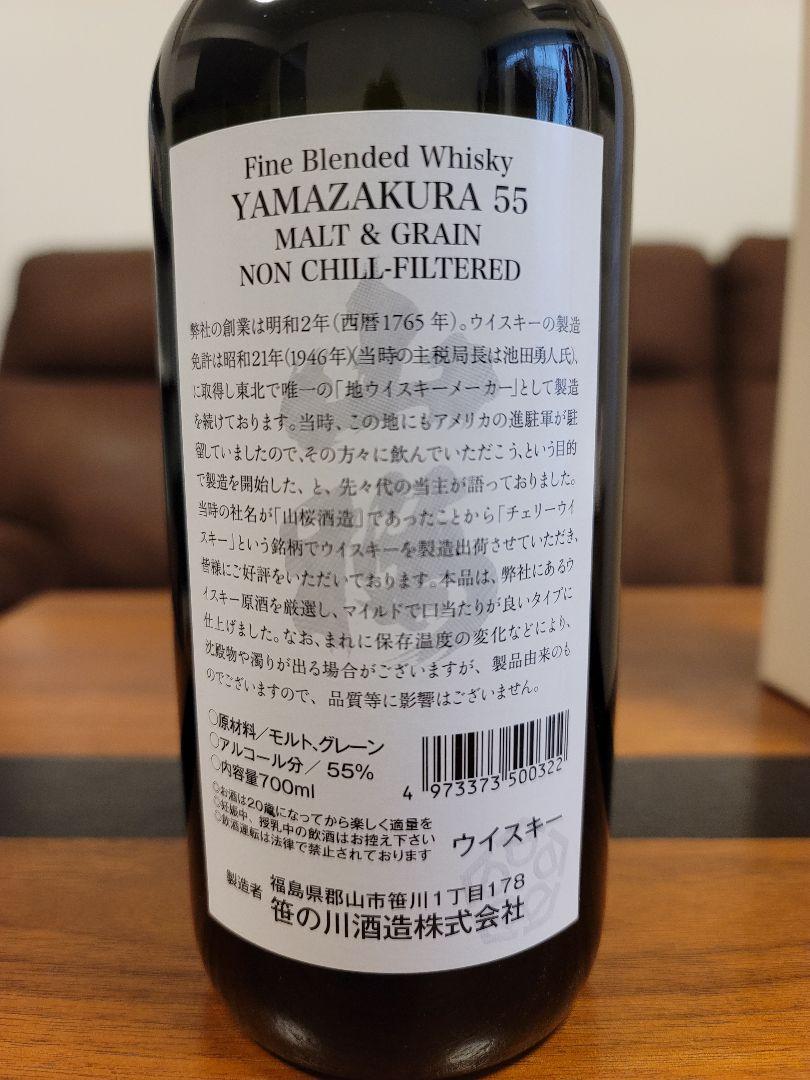 Fine Blended Whisky
YAMAZAKURA 55
MALT & GRAIN
NON CHILL-FILTERED
弊社の創業は明和2年(西暦1765年)。ウイスキーの製造
免許は昭和21年(1946年)(当時の主税局長は池田勇人氏)、
に取得し東北で唯一の「地ウイスキーメーカー」として製造
を続けております。当時、この地にもアメリカの進駐軍が駐
留していましたので、その方々に飲んでいただこう、という目的
で製造を開始した、と、先々代の当主が語っておりました。
当時の社名が「山桜酒造」であったことから「チェリーウイ
スキー」という銘柄でウイスキーを製造出荷させていただき、
皆様にご好評をいただいております。本品は、弊社にあるウ
イスキー原酒を厳選し、マイルドで口当たりが良いタイプに
仕上げました。なお、まれに保存温度の変化などにより、
沈殿物や濁りが出る場合がございますが、製品由来のも
のでございますので、品質等に影響はございません。
○原材料/モルト、グレーン
○アルコール分/55%
○内容量700ml
4 973373 500322
○お酒は20歳になってから楽しく適量を
○妊娠中、授乳中の飲酒はお控え下さい
○飲酒運転は法律で禁止されております
ウイスキー
製造者 福島県郡山市笹川1丁目178
笹の川酒造株式会社